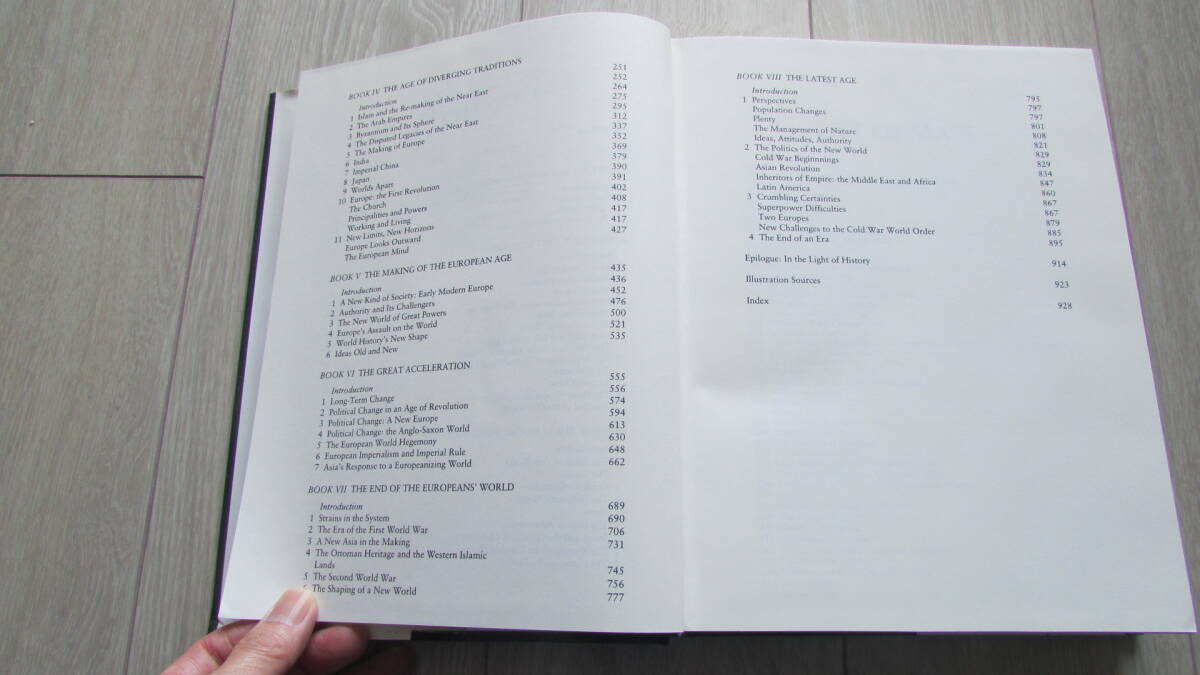 BOOK IV THE AGE OF DIVERGING TRADITIONS
Introduction 251
1 Islam and the Re-making of the Near East 252
2 The Arab Empires 264
3 Byzantium and Its Sphere 275
4 The Disputed Legacies of the Near East 295
5 The Making of Europe 312
6 India 337
7 Imperial China 352
8 Japan 369
9 Worlds Apart 379
10 Europe: the First Revolution 390
The Church 391
Principalities and Powers 402
Working and Living 408
11 New Limits, New Horizons 417
Europe Looks Outward 417
The European Mind 427
BOOK V THE MAKING OF THE EUROPEAN AGE
Introduction 435
1 A New Kind of Society: Early Modern Europe 436
2 Authority and Its Challengers 452
3 The New World of Great Powers 476
4 Europe's Assault on the World 500
5 World History's New Shape 521
6 Ideas Old and New 535
BOOK VI THE GREAT ACCELERATION
Introduction 555
1 Long-Term Change 556
2 Political Change in an Age of Revolution 574
3 Political Change: A New Europe 594
4 Political Change: the Anglo-Saxon World 613
5 The European World Hegemony 630
6 European Imperialism and Imperial Rule 648
7 Asia's Response to a Europeanizing World 662
BOOK VII THE END OF THE EUROPEANS' WORLD
Introduction 689
1 Strains in the System 690
2 The Era of the First World War 706
3 A New Asia in the Making 731
4 The Ottoman Heritage and the Western Islamic
Lands 745
5 The Second World War 756
6 The Shaping of a New World 777
BOOK VIII THE LATEST AGE
Introduction 795
1 Perspectives 797
Population Changes 797
Plenty 801
The Management of Nature 808
Ideas, Attitudes, Authority 821
2 The Politics of the New World 829
Cold War Beginnnings 829
Asian Revolution 834
Inheritors of Empire: the Middle East and Africa 847
Latin America 860
3 Crumbling Certainties 867
Superpower Difficulties 867
Two Europes 879
New Challenges to the Cold War World Order 885
4 The End of an Era 895
Epilogue: In the Light of History 914
Illustration Sources 923
Index 928